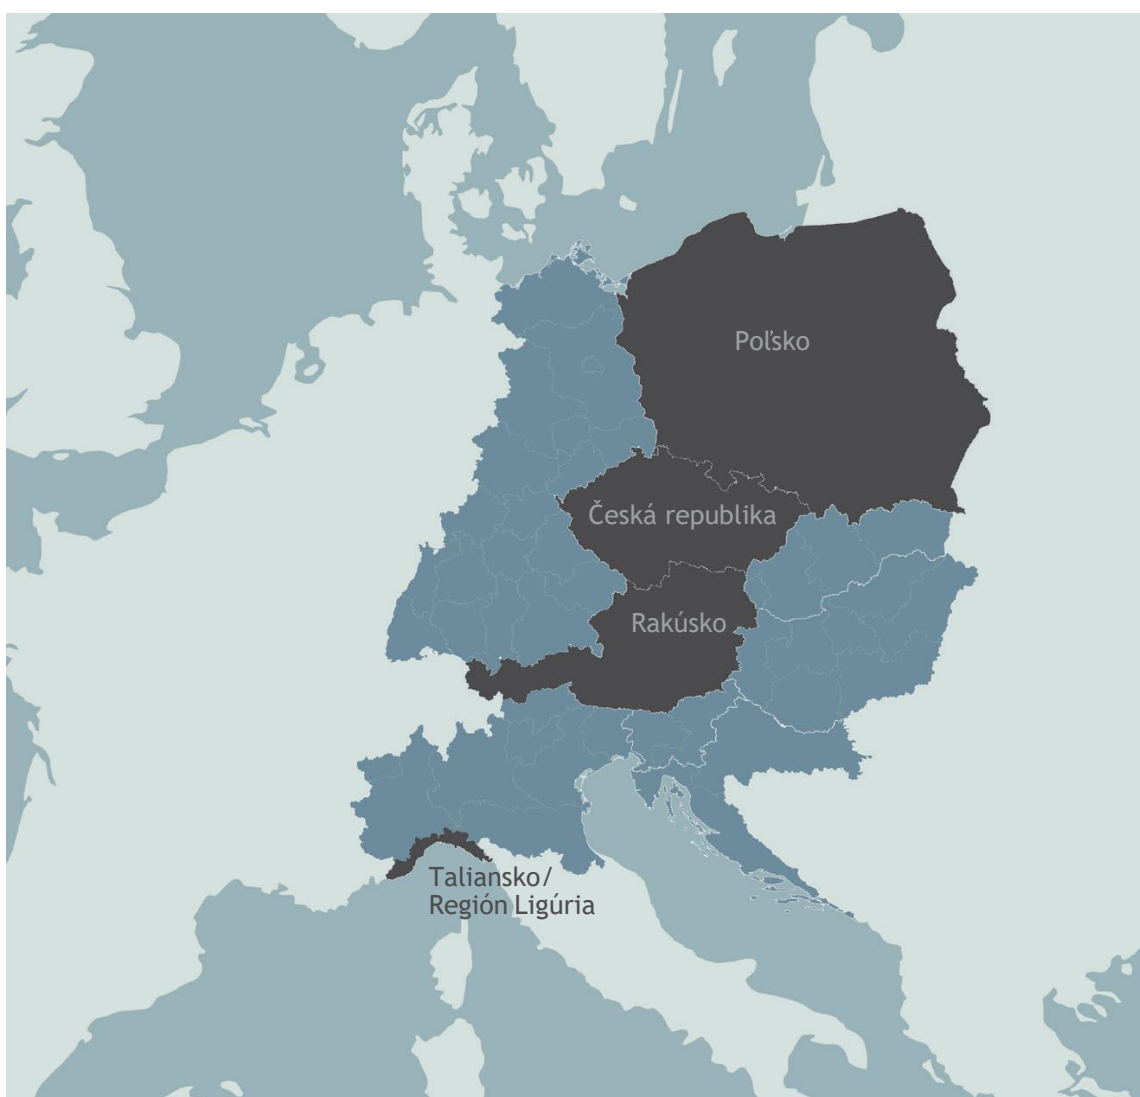 Poľsko
Česká republika
Rakúsko
Taliansko/
Región Ligúria